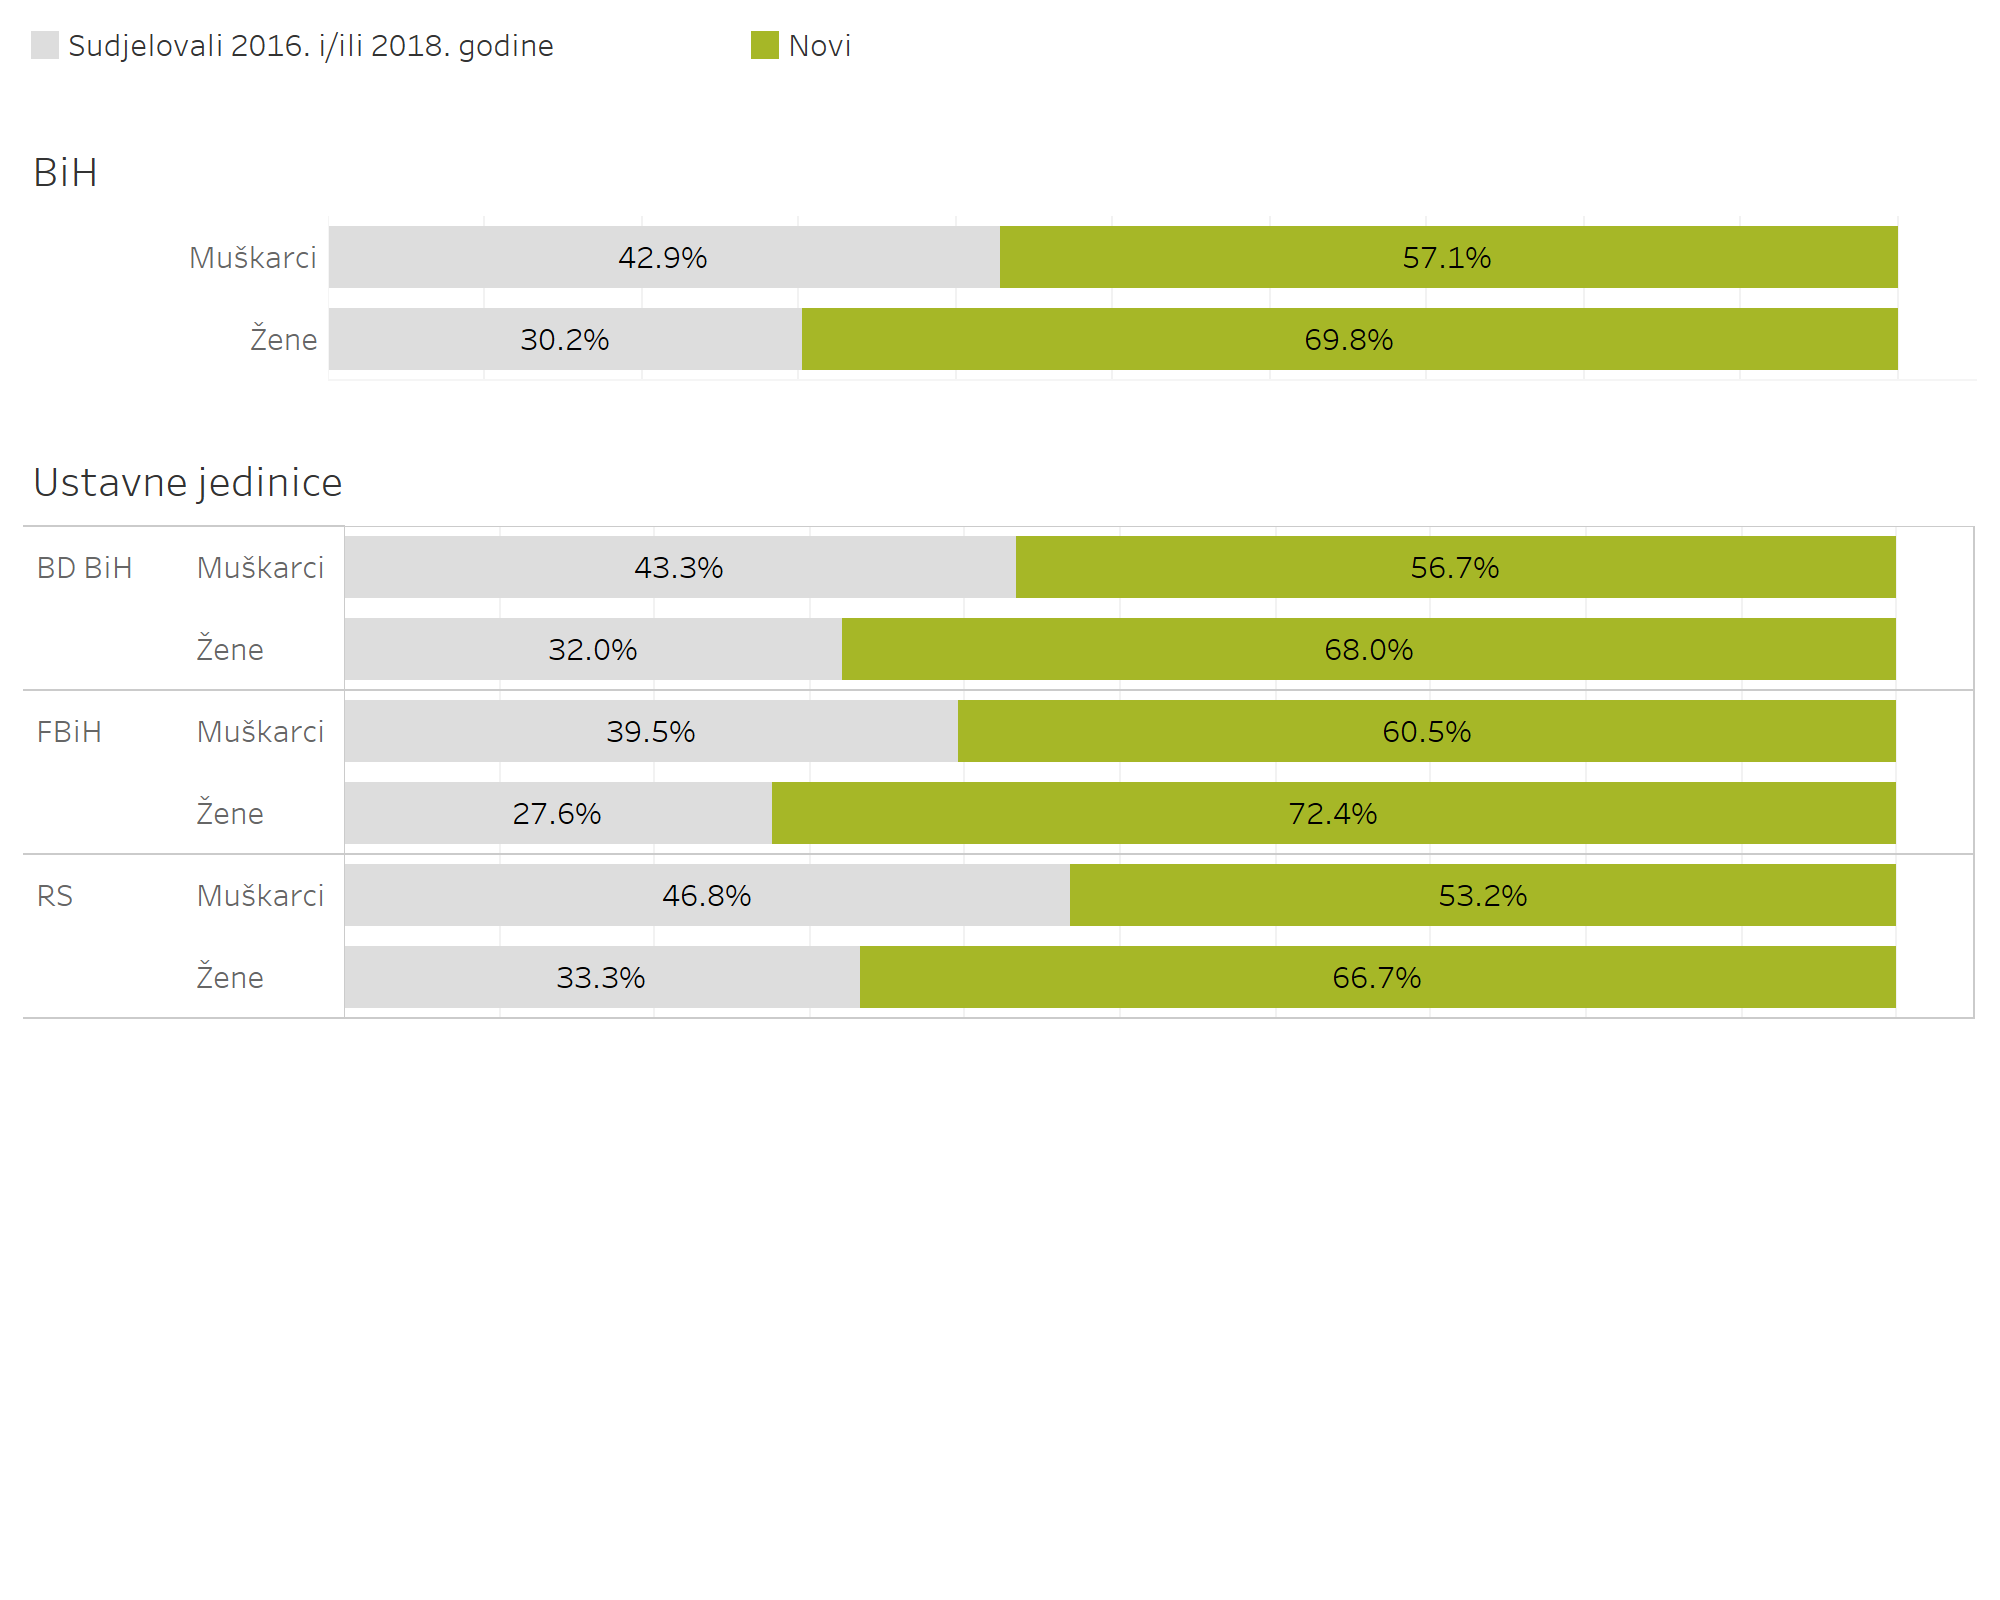 Sudjelovali 2016. i/ili 2018. godine Novi
BiH
Muškarci 42.9% 57.1%
Žene 30.2% 69.8%
Ustavne jedinice
BD BiH Muškarci 43.3% 56.7%
Žene 32.0% 68.0%
FBiH Muškarci 39.5% 60.5%
Žene 27.6% 72.4%
RS Muškarci 46.8% 53.2%
Žene 33.3% 66.7%